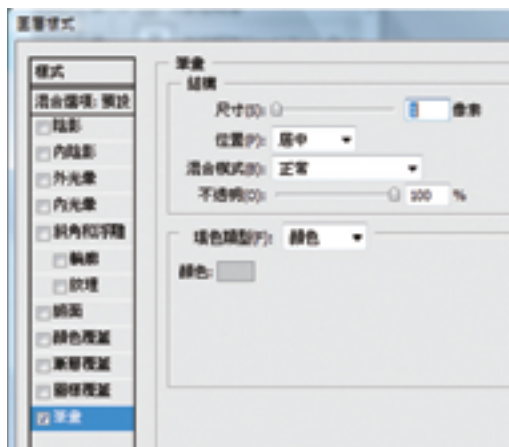 圖層樣式
樣式
混合選項: 預設
陰影
內陰影
外光暈
內光暈
斜角和浮雕
輪廓
紋理
緞面
顏色覆蓋
漸層覆蓋
圖樣覆蓋
筆畫
筆畫
結構
尺寸(S):
像素
位置(P): 居中
混合模式(B): 正常
不透明(O): 100 %
填色類型(F): 顏色
顏色: